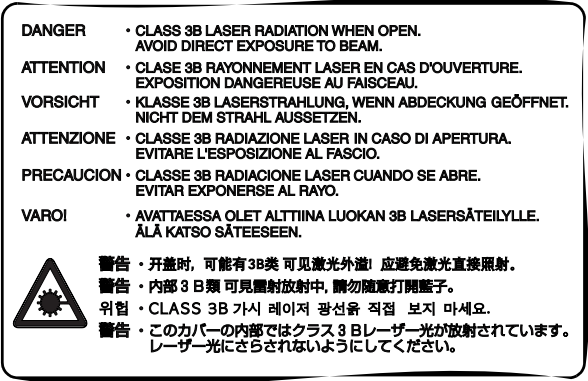 DANGER • CLASS 3B LASER RADIATION WHEN OPEN.
AVOID DIRECT EXPOSURE TO BEAM.
ATTENTION • CLASE 3B RAYONNEMENT LASER EN CAS D'OUVERTURE.
EXPOSITION DANGEREUSE AU FAISCEAU.
VORSICHT • KLASSE 3B LASERSTRAHLUNG, WENN ABDECKUNG GEÖFFNET.
NICHT DEM STRAHL AUSSETZEN.
ATTENZIONE • CLASSE 3B RADIAZIONE LASER IN CASO DI APERTURA.
EVITARE L'ESPOSIZIONE AL FASCIO.
PRECAUCION • CLASSE 3B RADIACIONE LASER CUANDO SE ABRE.
EVITAR EXPONERSE AL RAYO.
VAROI • AVATTAESSA OLET ALTTIINA LUOKAN 3B LASERSÄTEILYLLE.
ÄLÄ KATSO SÄTEESEEN.
警告 • 开盖时, 可能有3B类 可见激光外溢! 应避免激光直接照射。
警告 • 內部 3 B 類 可見雷射放射中, 請勿随意打開藍子。
위험 • CLASS 3B 가시 레이저 광선욹 직접 보지 마세요.
警告 • このカバーの内部ではクラス 3 Bレーザー光が放射されています。
レーザー光にさらされないようにしてください。